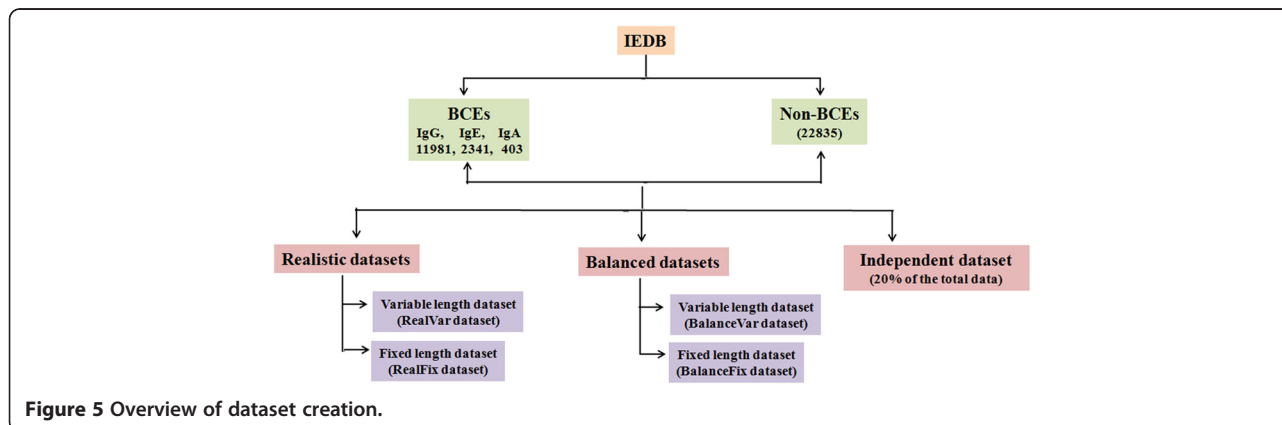 IEDB
BCEs
IgG, IgE, IgA
11981, 2341, 403
Non-BCEs
(22835)
Realistic datasets
Balanced datasets
Independent dataset
(20% of the total data)
Variable length dataset
(RealVar dataset)
Fixed length dataset
(RealFix dataset)
Variable length dataset
(BalanceVar dataset)
Fixed length dataset
(BalanceFix dataset)
Figure 5 Overview of dataset creation.